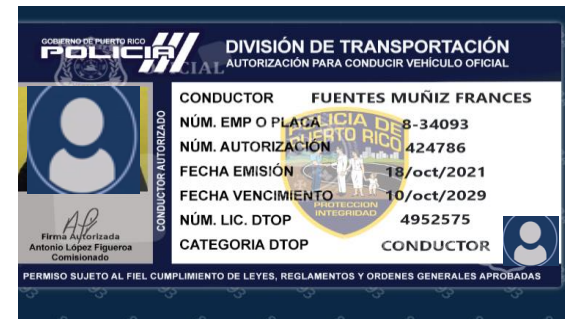 GOBIERNO DE PUERTO RICO
POLICIA
DIVISIÓN DE TRANSPORTACIÓN
AUTORIZACIÓN PARA CONDUCIR VEHÍCULO OFICIAL
CONDUCTOR FUENTES MUÑIZ FRANCES
NÚM. EMP O PLACA 8-34093
NÚM. AUTORIZACIÓN 424786
FECHA EMISIÓN 18/oct/2021
FECHA VENCIMIENTO 10/oct/2029
NÚM. LIC. DTOP 4952575
CATEGORIA DTOP CONDUCTOR
CONDUCTOR AUTORIZADO
POLICIA DE
PUERTO RICO
PROTECCION
INTEGRIDAD
Firma Autorizada
Antonio López Figueroa
Comisionado
PERMISO SUJETO AL FIEL CUMPLIMIENTO DE LEYES, REGLAMENTOS Y ORDENES GENERALES APROBADAS